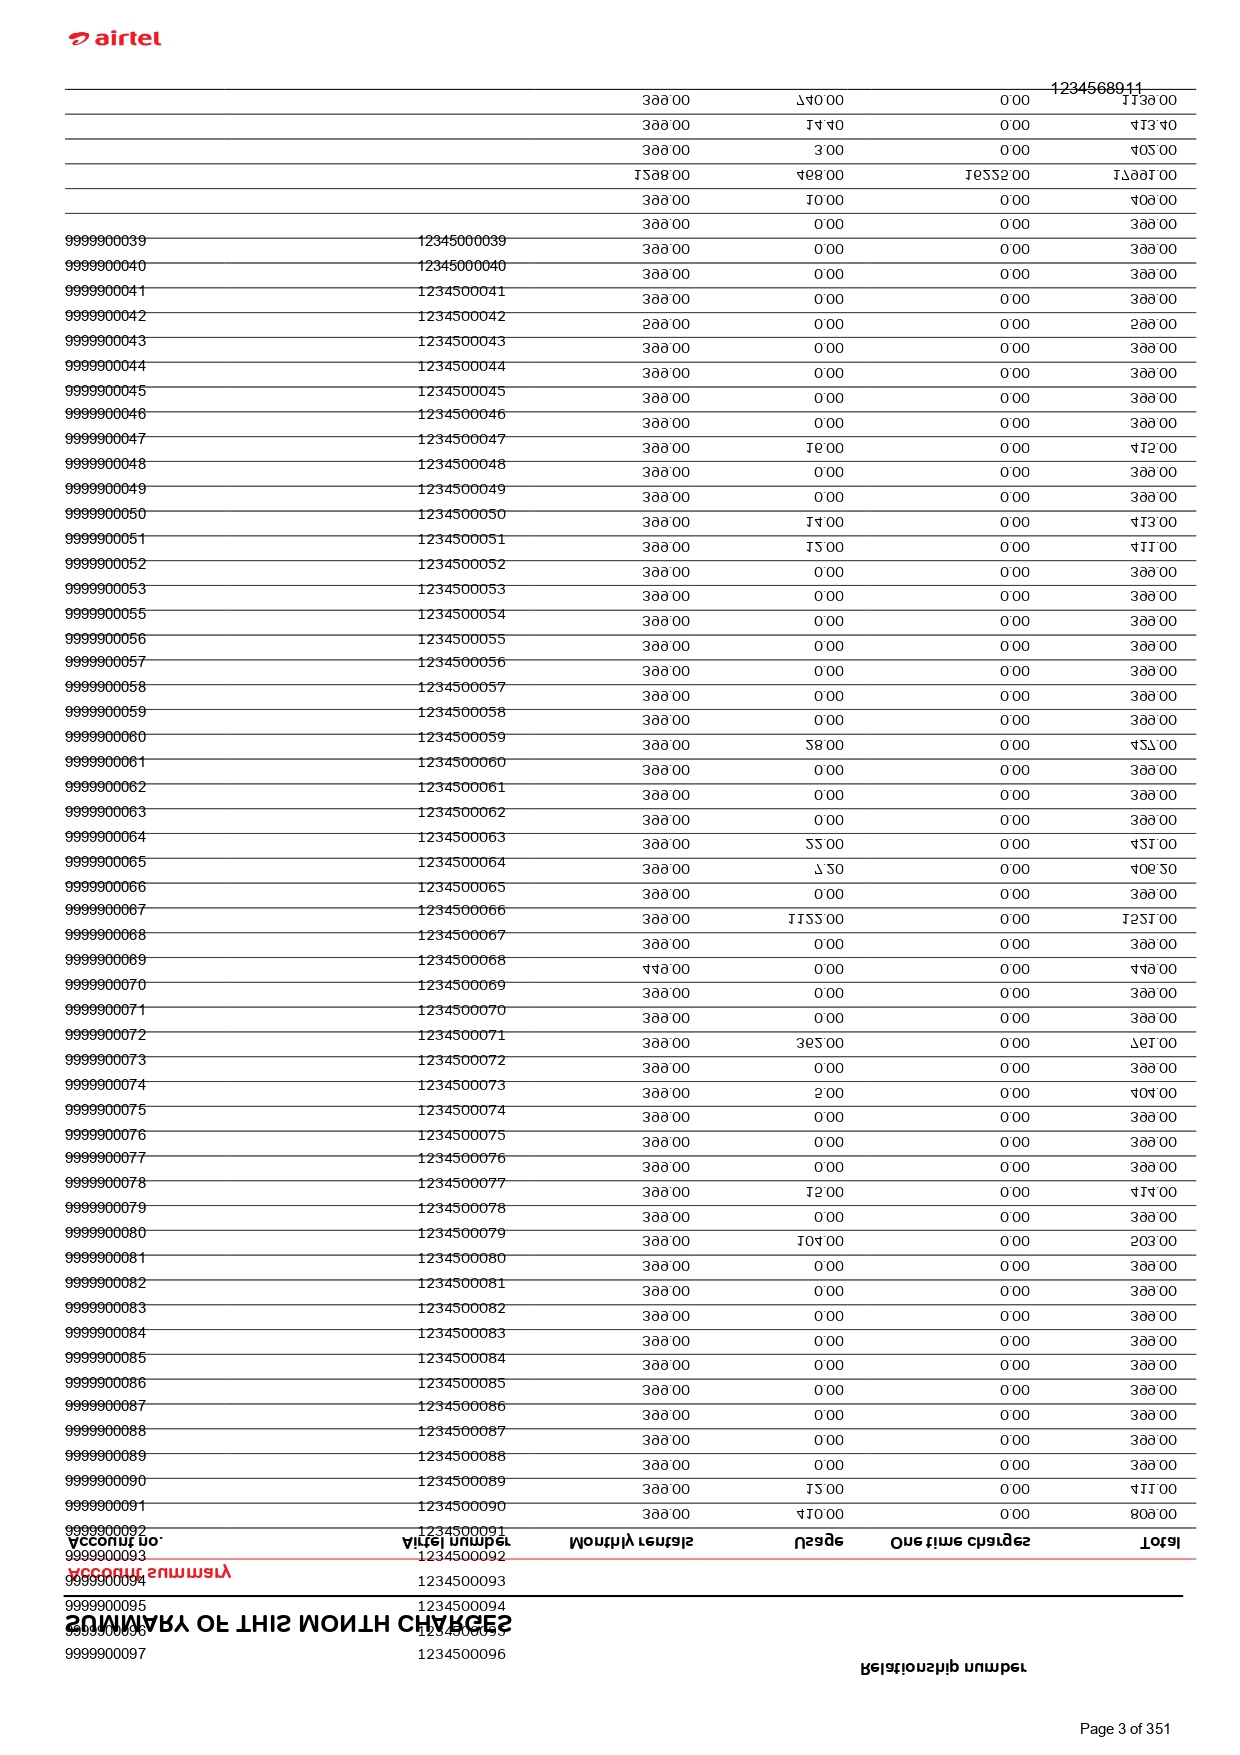 airtel
1234568911
399.00 740.00 0.00 1139.00
399.00 14.40 0.00 413.40
399.00 3.00 0.00 402.00
1298.00 468.00 16225.00 17991.00
399.00 10.00 0.00 409.00
399.00 0.00 0.00 399.00
9999900039 12345000039 399.00 0.00 0.00 399.00
9999900040 12345000040 399.00 0.00 0.00 399.00
9999900041 1234500041 399.00 0.00 0.00 399.00
9999900042 1234500042 599.00 0.00 0.00 599.00
9999900043 1234500043 399.00 0.00 0.00 399.00
9999900044 1234500044 399.00 0.00 0.00 399.00
9999900045 1234500045 399.00 0.00 0.00 399.00
9999900046 1234500046 399.00 0.00 0.00 399.00
9999900047 1234500047 399.00 16.00 0.00 415.00
9999900048 1234500048 399.00 0.00 0.00 399.00
9999900049 1234500049 399.00 0.00 0.00 399.00
9999900050 1234500050 399.00 14.00 0.00 413.00
9999900051 1234500051 399.00 12.00 0.00 411.00
9999900052 1234500052 399.00 0.00 0.00 399.00
9999900053 1234500053 399.00 0.00 0.00 399.00
9999900055 1234500054 399.00 0.00 0.00 399.00
9999900056 1234500055 399.00 0.00 0.00 399.00
9999900057 1234500056 399.00 0.00 0.00 399.00
9999900058 1234500057 399.00 0.00 0.00 399.00
9999900059 1234500058 399.00 0.00 0.00 399.00
9999900060 1234500059 399.00 28.00 0.00 427.00
9999900061 1234500060 399.00 0.00 0.00 399.00
9999900062 1234500061 399.00 0.00 0.00 399.00
9999900063 1234500062 399.00 0.00 0.00 399.00
9999900064 1234500063 399.00 22.00 0.00 421.00
9999900065 1234500064 399.00 7.20 0.00 406.20
9999900066 1234500065 399.00 0.00 0.00 399.00
9999900067 1234500066 399.00 1122.00 0.00 1521.00
9999900068 1234500067 399.00 0.00 0.00 399.00
9999900069 1234500068 449.00 0.00 0.00 449.00
9999900070 1234500069 399.00 0.00 0.00 399.00
9999900071 1234500070 399.00 0.00 0.00 399.00
9999900072 1234500071 399.00 362.00 0.00 761.00
9999900073 1234500072 399.00 0.00 0.00 399.00
9999900074 1234500073 399.00 5.00 0.00 404.00
9999900075 1234500074 399.00 0.00 0.00 399.00
9999900076 1234500075 399.00 0.00 0.00 399.00
9999900077 1234500076 399.00 0.00 0.00 399.00
9999900078 1234500077 399.00 15.00 0.00 414.00
9999900079 1234500078 399.00 0.00 0.00 399.00
9999900080 1234500079 399.00 104.00 0.00 503.00
9999900081 1234500080 399.00 0.00 0.00 399.00
9999900082 1234500081 399.00 0.00 0.00 399.00
9999900083 1234500082 399.00 0.00 0.00 399.00
9999900084 1234500083 399.00 0.00 0.00 399.00
9999900085 1234500084 399.00 0.00 0.00 399.00
9999900086 1234500085 399.00 0.00 0.00 399.00
9999900087 1234500086 399.00 0.00 0.00 399.00
9999900088 1234500087 399.00 0.00 0.00 399.00
9999900089 1234500088 399.00 0.00 0.00 399.00
9999900090 1234500089 399.00 12.00 0.00 411.00
9999900091 1234500090 399.00 410.00 0.00 809.00
9999900092 1234500091
Account no. Airtel number Monthly rentals Usage One time charges Total
9999900093 1234500092
Account summary
9999900094 1234500093
9999900095 1234500094
SUMMARY OF THIS MONTH CHARGES
9999900096 1234500095
9999900097 1234500096
Relationship number
Page 3 of 351